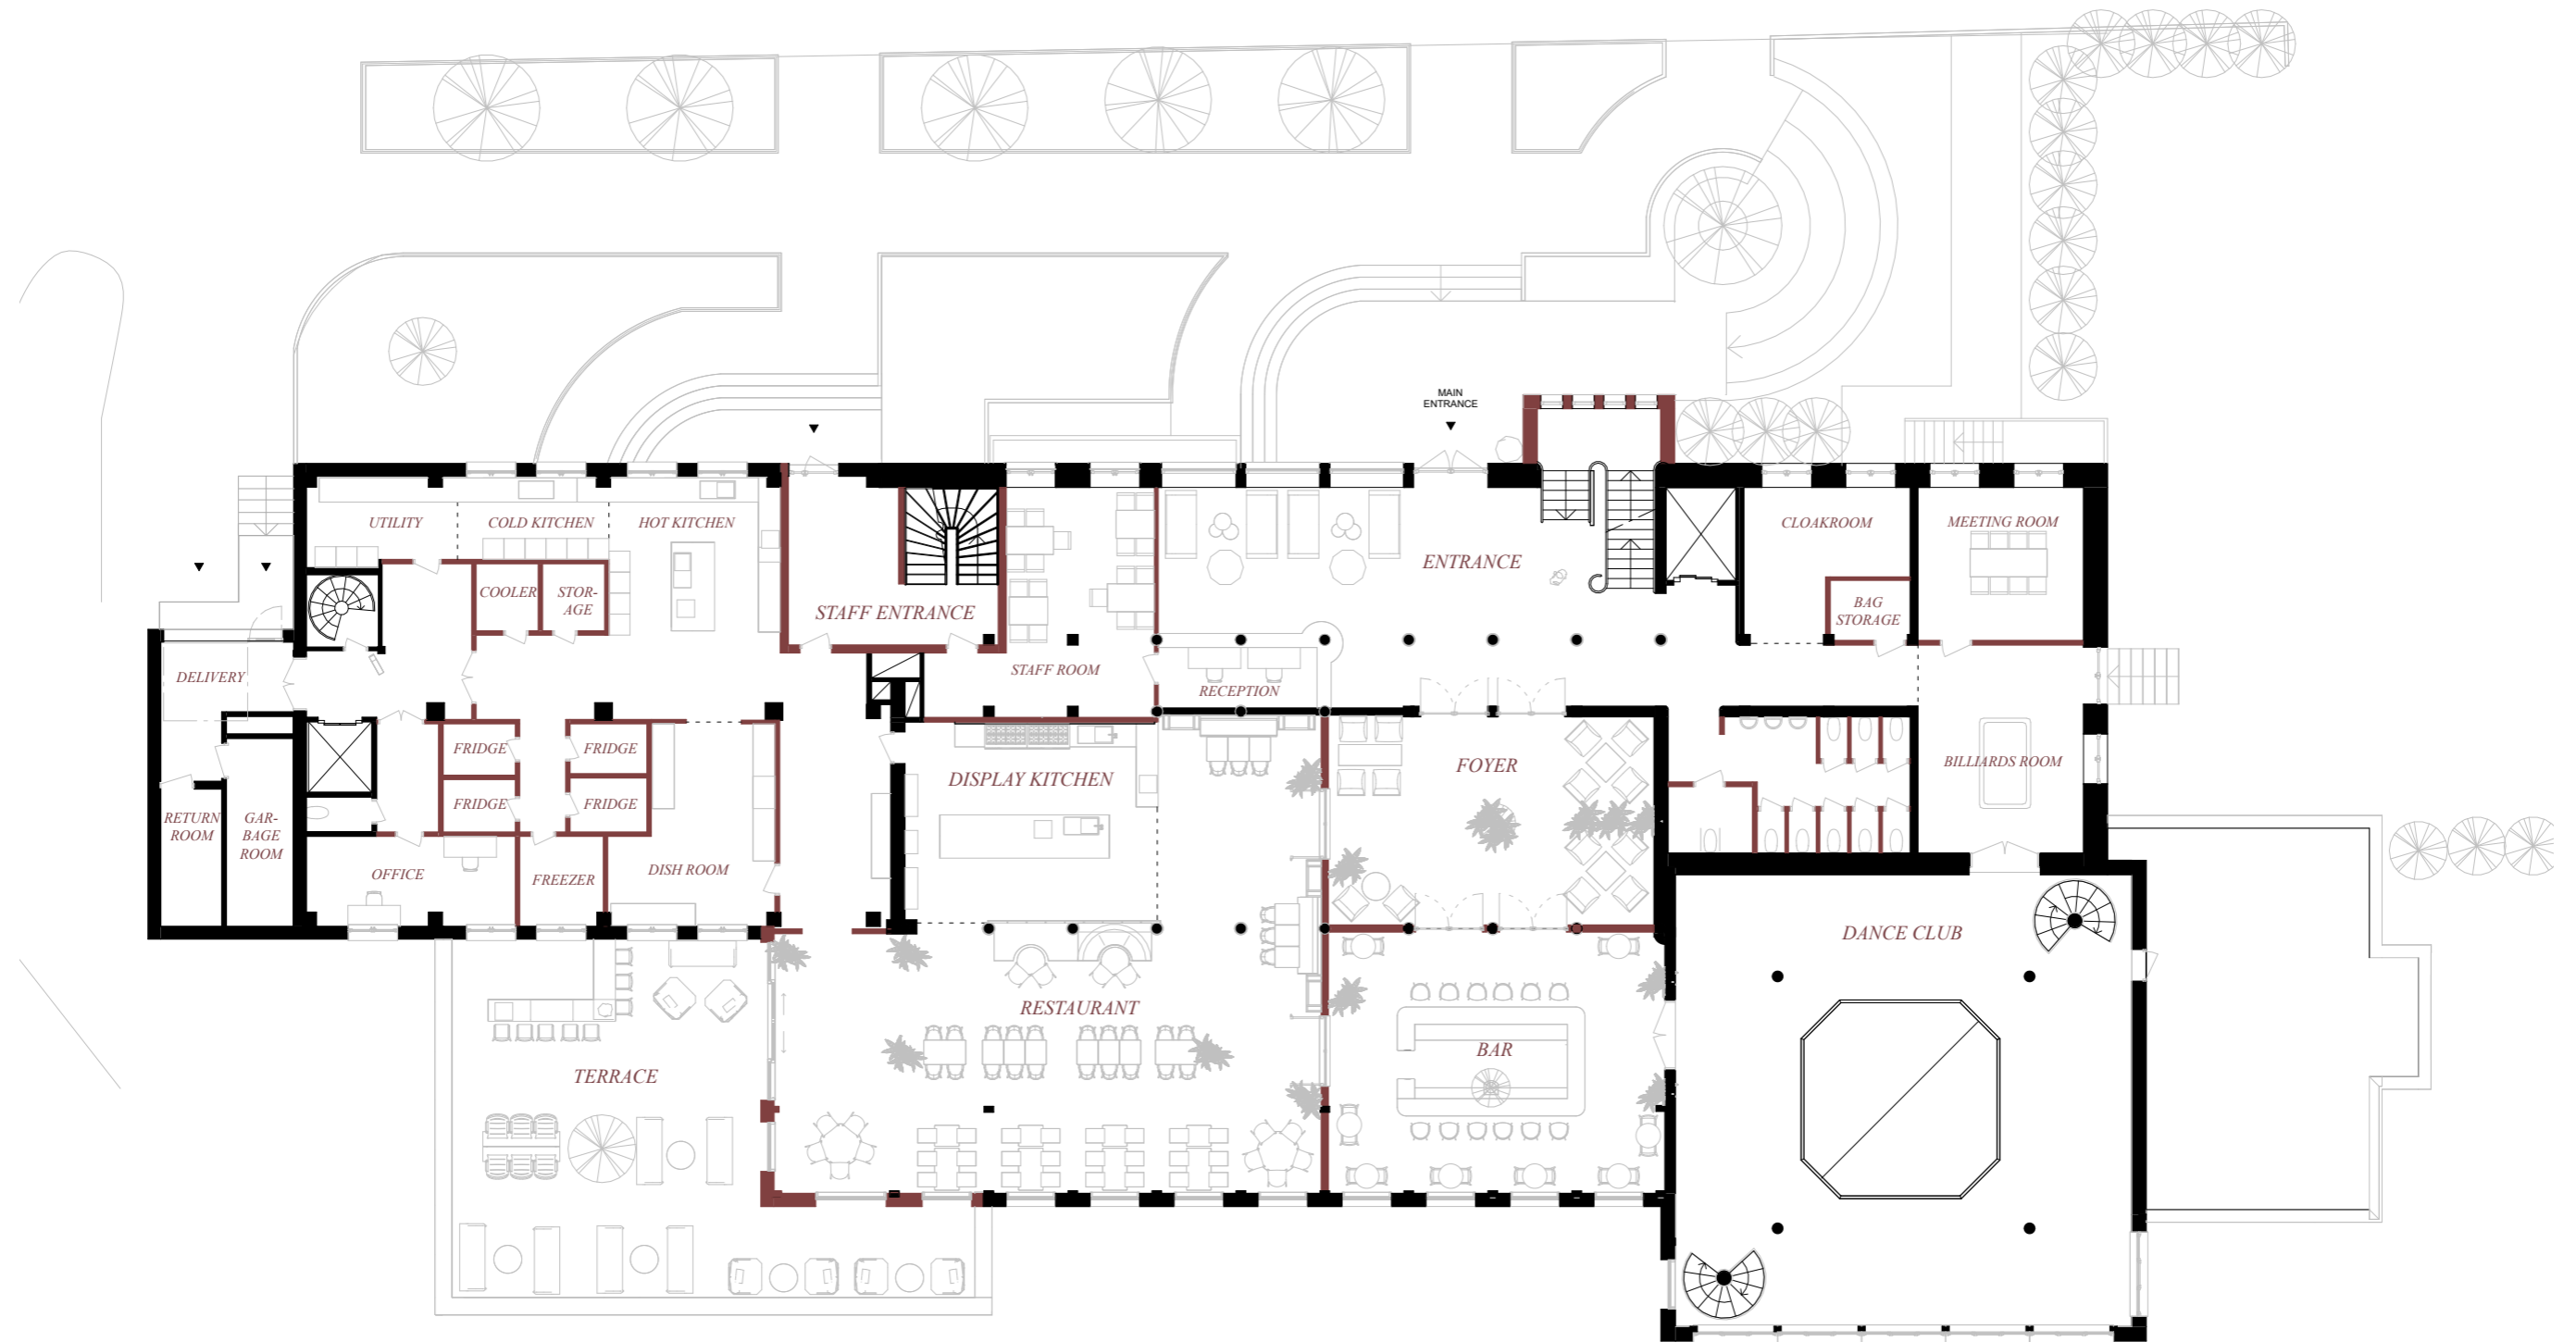 MAIN
ENTRANCE
UTILITY
COLD KITCHEN
HOT KITCHEN
CLOAKROOM
MEETING ROOM
ENTRANCE
COOLER
STOR-
AGE
STAFF ENTRANCE
BAG
STORAGE
DELIVERY
STAFF ROOM
RECEPTION
FRIDGE
FRIDGE
DISPLAY KITCHEN
FOYER
BILLIARDS ROOM
FRIDGE
FRIDGE
RETURN
ROOM
GAR-
BAGE
ROOM
OFFICE
FREEZER
DISH ROOM
DANCE CLUB
RESTAURANT
BAR
TERRACE